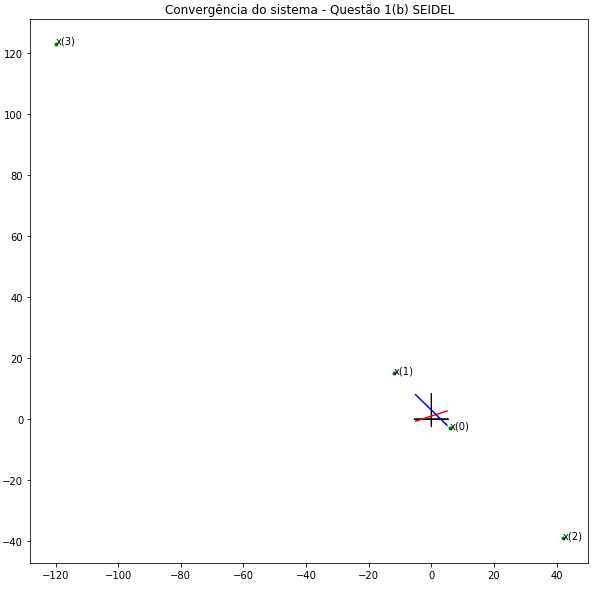 Convergência do sistema - Questão 1(b) SEIDEL
x(3)
120
100
80
60
40
20
x(1)
0
x(0)
−20
−40
x(2)
−120 −100 −80 −60 −40 −20 0 20 40